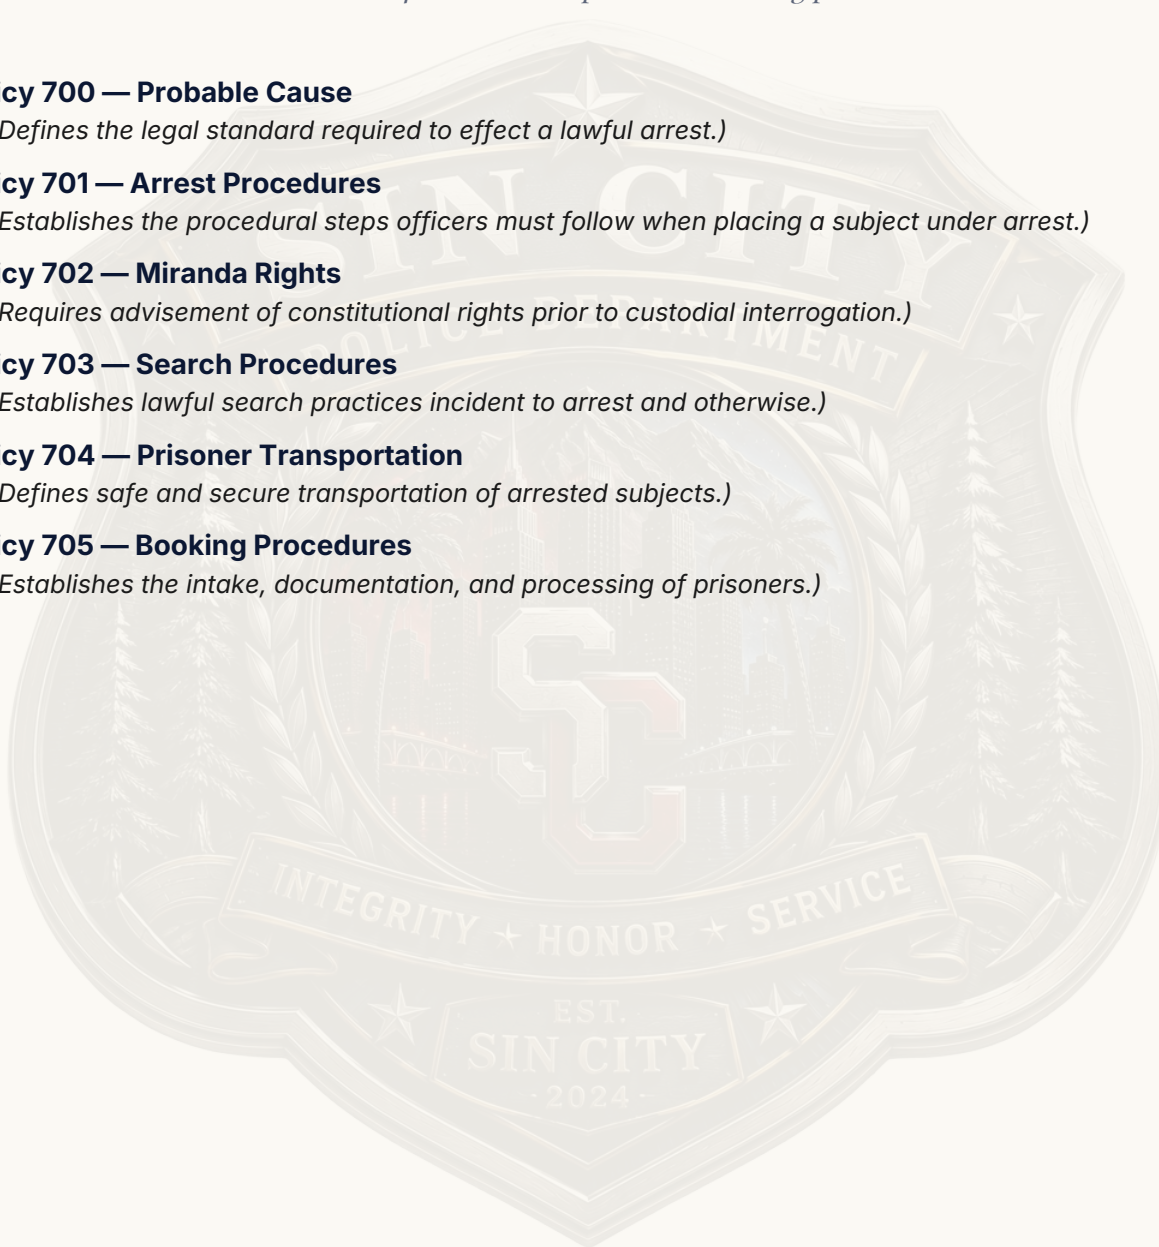 icy 700 — Probable Cause
Defines the legal standard required to effect a lawful arrest.)
icy 701 — Arrest Procedures
Establishes the procedural steps officers must follow when placing a subject under arrest.)
icy 702 — Miranda Rights
Requires advisement of constitutional rights prior to custodial interrogation.)
icy 703 — Search Procedures
Establishes lawful search practices incident to arrest and otherwise.)
icy 704 — Prisoner Transportation
Defines safe and secure transportation of arrested subjects.)
icy 705 — Booking Procedures
Establishes the intake, documentation, and processing of prisoners.)
SIN CITY
POLICE DEPARTMENT
SC
INTEGRITY ★ HONOR ★ SERVICE
EST.
SIN CITY
· 2024 ·